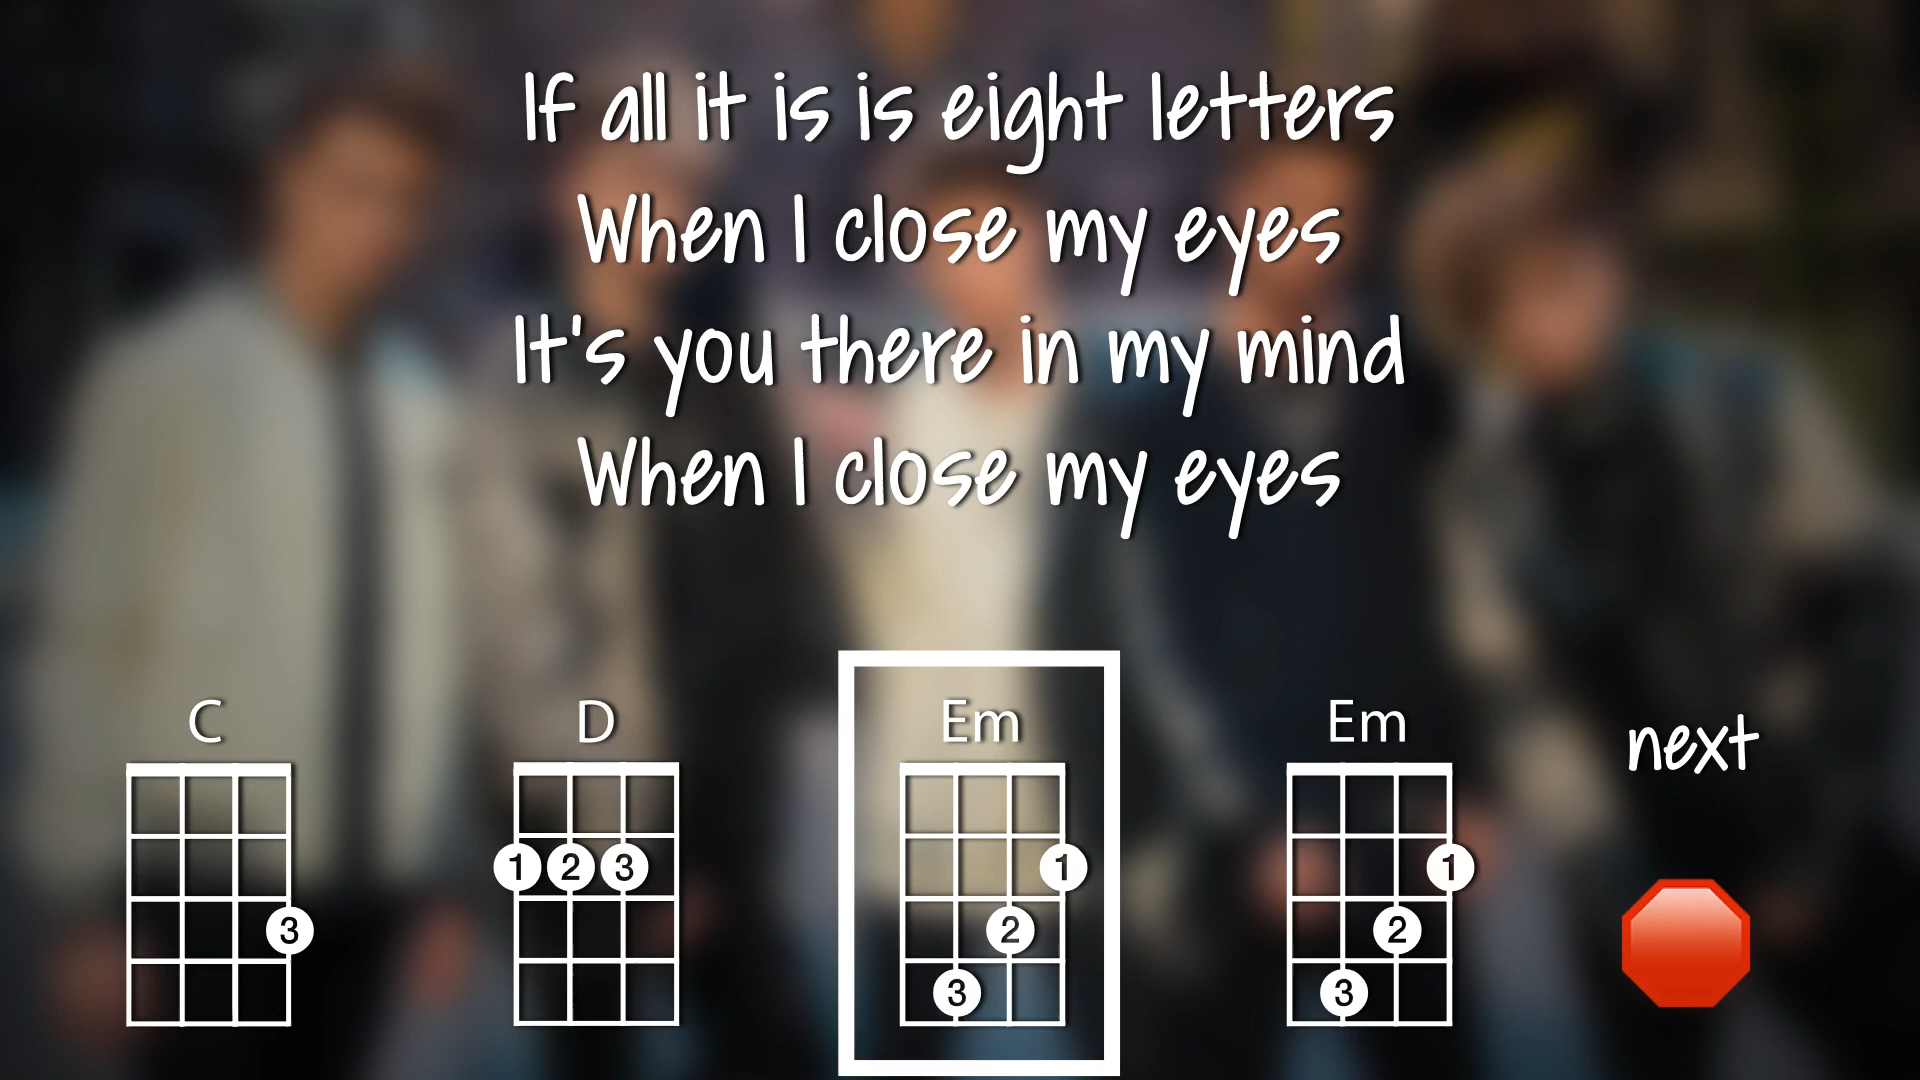 If all it is is eight letters
When I close my eyes
It's you there in my mind
When I close my eyes
C D Em Em next
3
1 2 3
1
2
3
1
2
3